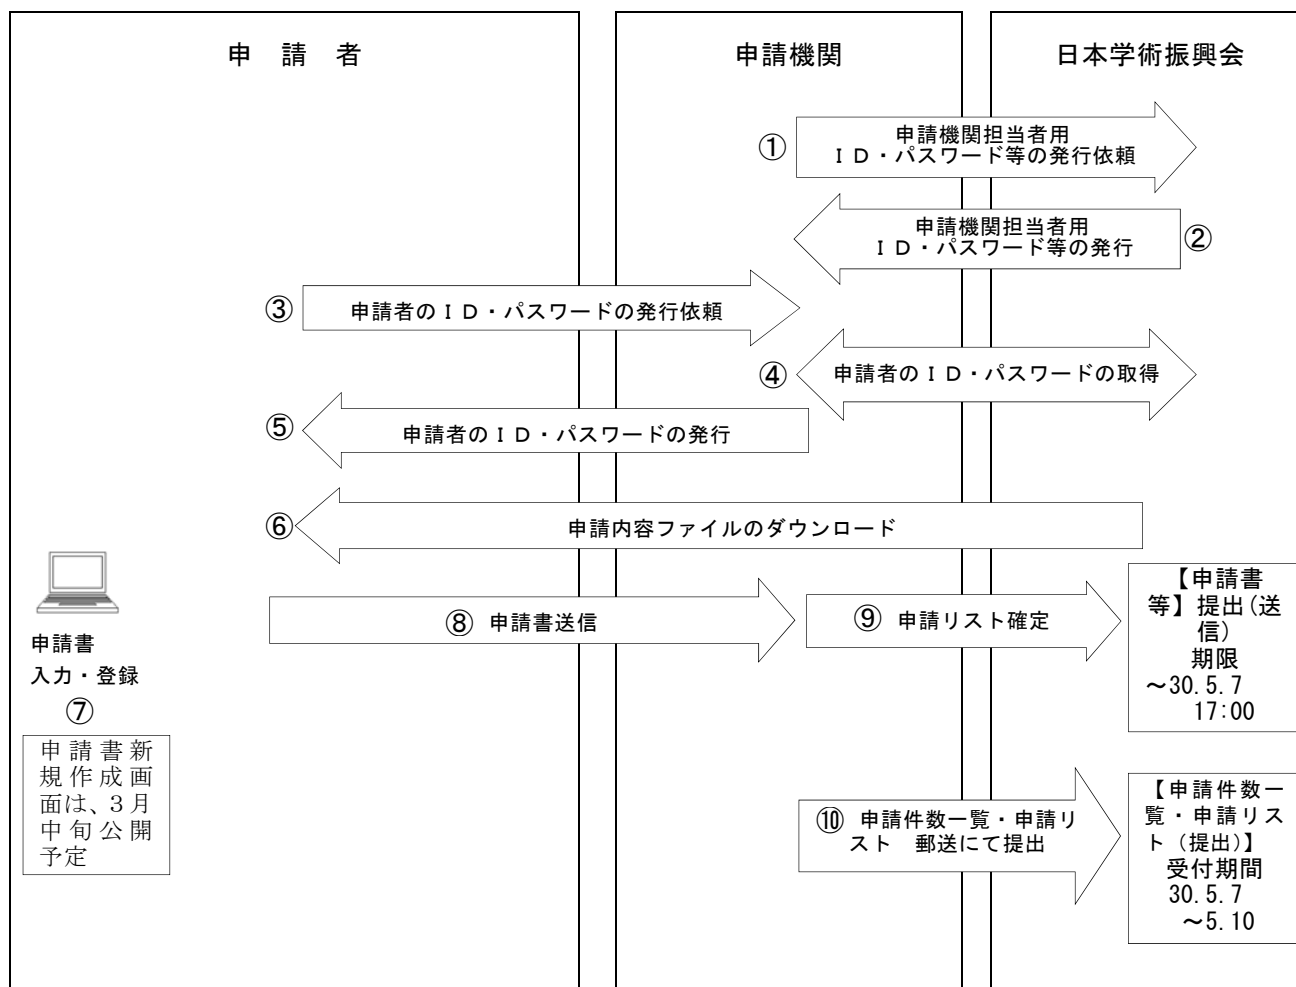 申　請　者
申請機関
日本学術振興会
①
申請機関担当者用
ＩＤ・パスワード等の発行依頼
申請機関担当者用
ＩＤ・パスワード等の発行
②
③
申請者のＩＤ・パスワードの発行依頼
④
申請者のＩＤ・パスワードの取得
⑤
申請者のＩＤ・パスワードの発行
⑥
申請内容ファイルのダウンロード
申請書
入力・登録
⑦
申請書新
規作成画
面は、３月
中旬公開
予定
⑧ 申請書送信
⑨ 申請リスト確定
【申請書
等】提出(送
信)
期限
～30.5.7
17:00
⑩ 申請件数一覧・申請リ
スト　郵送にて提出
【申請件数一
覧・申請リス
ト（提出）】
受付期間
30.5.7
～5.10